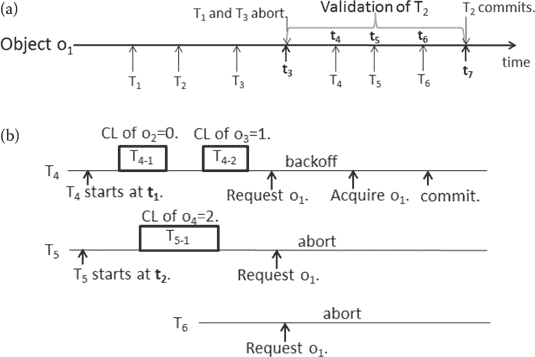 (a)
T1 and T3 abort.
Validation of T2
T2 commits.
Object o1
t4 t5 t6
time
T1 T2 T3 t3 T4 T5 T6 t7
(b)
CL of o2=0. CL of o3=1.
T4 T4-1 T4-2 backoff
T4 starts at t1. Request o1. Acquire o1. commit.
CL of o4=2.
T5 T5-1 abort
T5 starts at t2. Request o1.
T6 abort
Request o1.